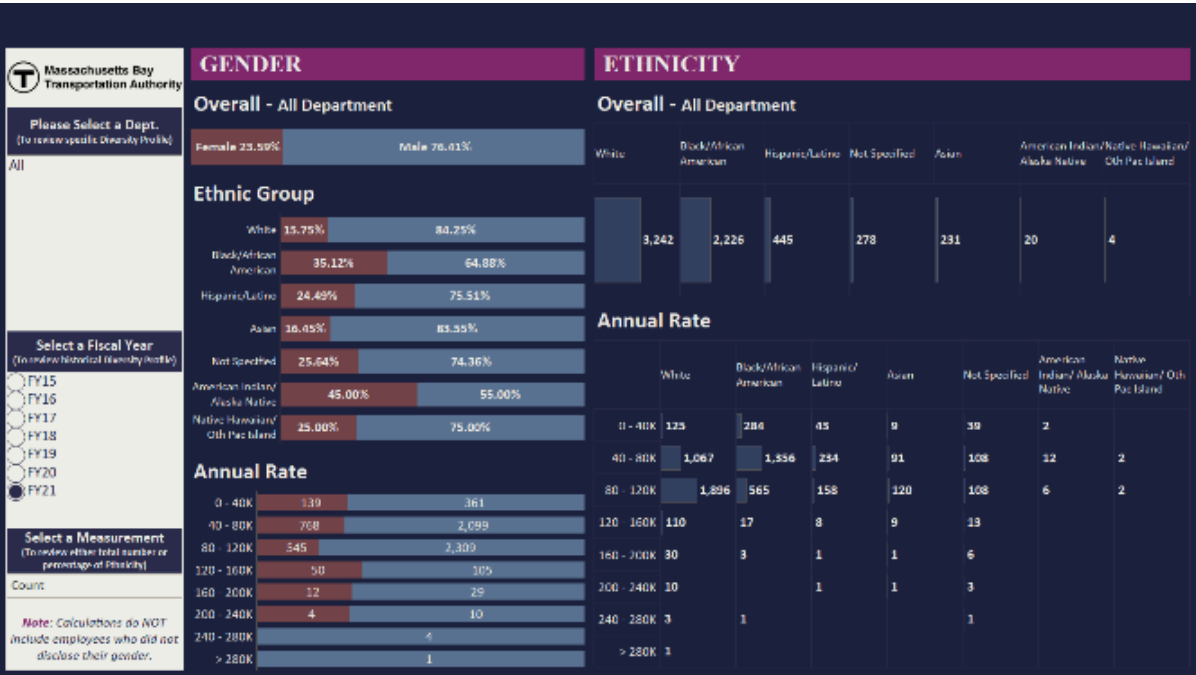 Massachusetts Bay
Transportation Authority
Please Select a Dept.
(To review specific Diversity Profile)
All
Select a Fiscal Year
(To review historical Diversity Profile)
FY15
FY16
FY17
FY18
FY19
FY20
FY21
Select a Measurement
(To review either total number or
percentage of Ethnicity)
Count
Note: Calculations do NOT
include employees who did not
disclose their gender.
GENDER
Overall - All Department
Female 23.59% Male 76.41%
Ethnic Group
White 15.75% 84.25%
Black/African
American 35.12% 64.88%
Hispanic/Latino 24.49% 75.51%
Asian 16.45% 83.55%
Not Specified 25.64% 74.36%
American Indian/
Alaska Native 45.00% 55.00%
Native Hawaiian/
Oth Pac Island 25.00% 75.00%
Annual Rate
0 - 40K 139 361
40 - 80K 768 2,099
80 - 120K 545 2,309
120 - 160K 50 105
160 - 200K 12 29
200 - 240K 4 10
240 - 280K 4
> 280K 1
ETHNICITY
Overall - All Department
White
Black/African
American
Hispanic/Latino
Not Specified
Asian
American Indian/
Alaska Native
Native Hawaiian/
Oth Pac Island
3,242 2,226 445 278 231 20 4
Annual Rate
White
Black/African
American
Hispanic/
Latino
Asian
Not Specified
American
Indian/ Alaska
Native
Native
Hawaiian/ Oth
Pac Island
0 - 40K 125 284 43 9 39 2
40 - 80K 1,067 1,356 234 91 108 12 2
80 - 120K 1,896 565 158 120 108 6 2
120 - 160K 110 17 8 9 13
160 - 200K 30 3 1 1 6
200 - 240K 10 1 1 3
240 - 280K 3 1 1
> 280K 1